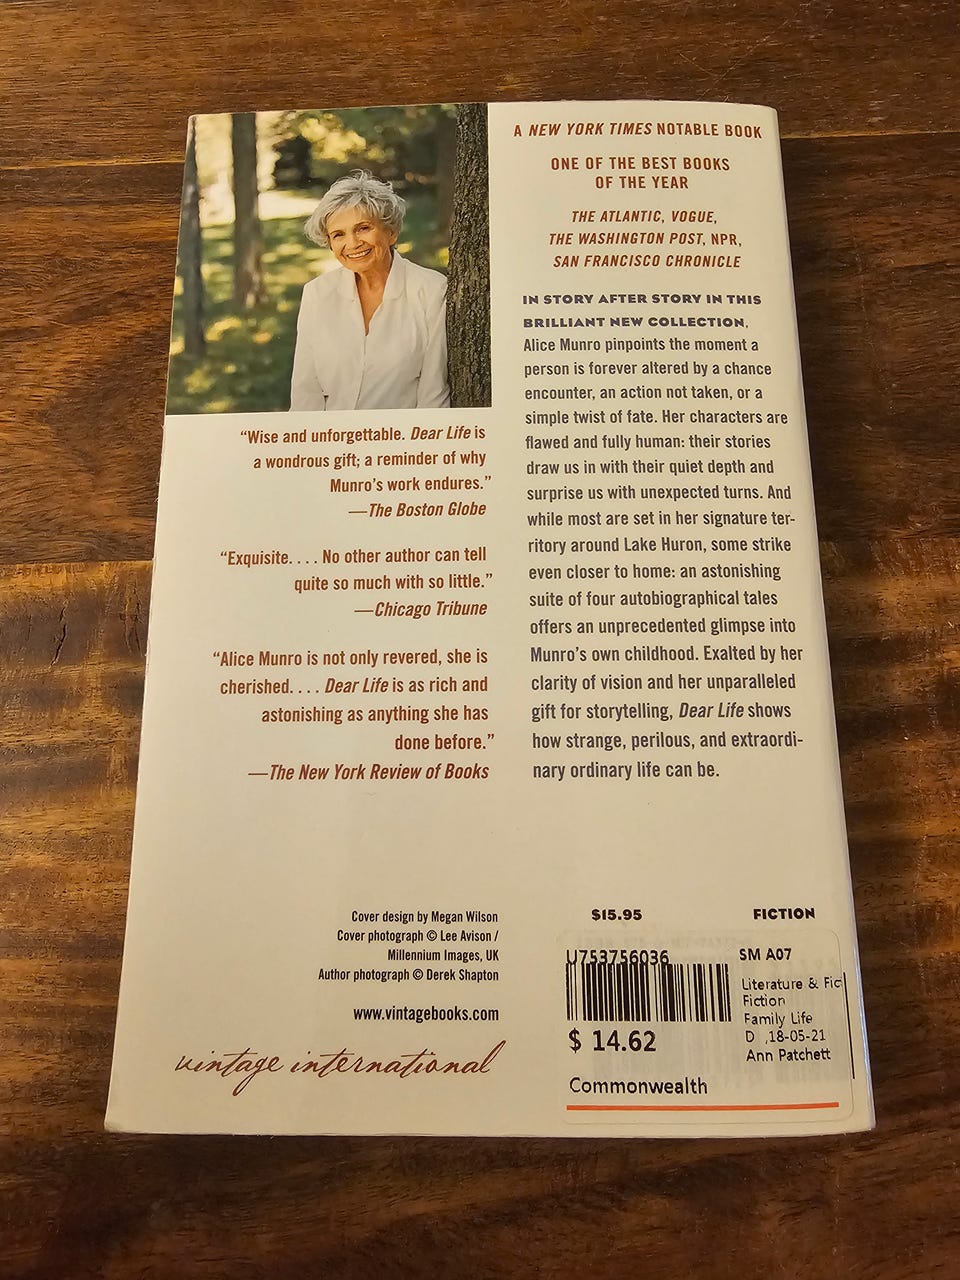 A NEW YORK TIMES NOTABLE BOOK
ONE OF THE BEST BOOKS
OF THE YEAR
THE ATLANTIC, VOGUE,
THE WASHINGTON POST, NPR,
SAN FRANCISCO CHRONICLE
IN STORY AFTER STORY IN THIS
BRILLIANT NEW COLLECTION,
Alice Munro pinpoints the moment a
person is forever altered by a chance
encounter, an action not taken, or a
simple twist of fate. Her characters are
flawed and fully human: their stories
draw us in with their quiet depth and
surprise us with unexpected turns. And
while most are set in her signature ter-
ritory around Lake Huron, some strike
even closer to home: an astonishing
suite of four autobiographical tales
offers an unprecedented glimpse into
Munro's own childhood. Exalted by her
clarity of vision and her unparalleled
gift for storytelling, Dear Life shows
how strange, perilous, and extraordi-
nary ordinary life can be.
“Wise and unforgettable. Dear Life is
a wondrous gift; a reminder of why
Munro's work endures.”
—The Boston Globe
“Exquisite. . . . No other author can tell
quite so much with so little.”
—Chicago Tribune
“Alice Munro is not only revered, she is
cherished. . . . Dear Life is as rich and
astonishing as anything she has
done before.”
—The New York Review of Books
Cover design by Megan Wilson
Cover photograph © Lee Avison /
Millennium Images, UK
Author photograph © Derek Shapton
www.vintagebooks.com
vintage international
$15.95
FICTION
U753756036
SM A07
Literature & Fic
Fiction
Family Life
D ,18-05-21
Ann Patchett
$ 14.62
Commonwealth